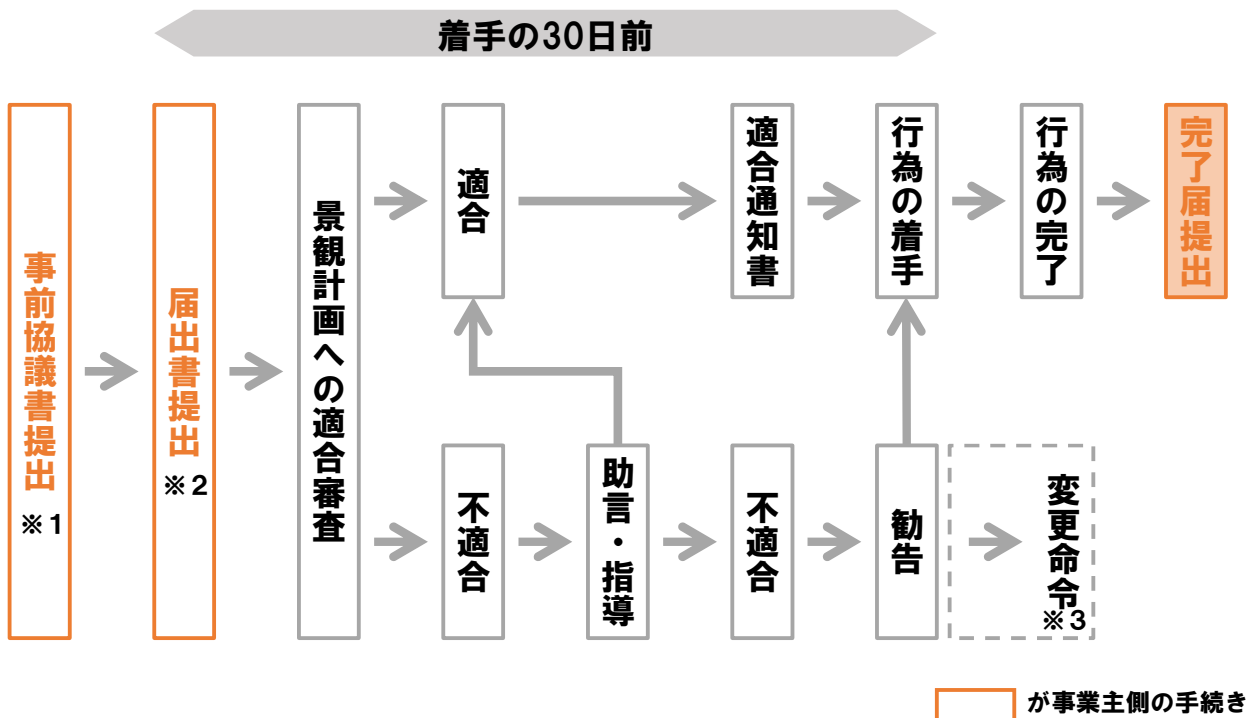 着手の30日前
事前協議書提出
※1
届出書提出
※2
景観計画への適合審査
適合
適合通知書
行為の着手
行為の完了
完了届提出
不適合
助言・指導
不適合
勧告
変更命令
※3
が事業主側の手続き